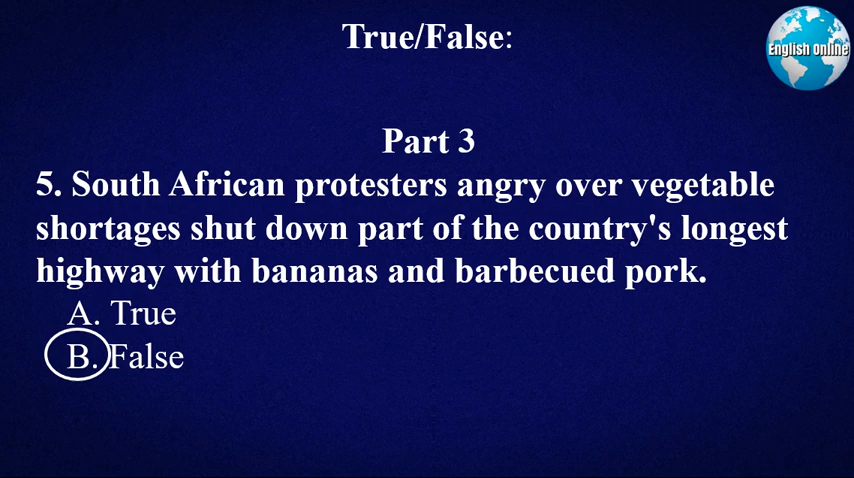 True/False:
English Online
Part 3
5. South African protesters angry over vegetable
shortages shut down part of the country's longest
highway with bananas and barbecued pork.
A. True
B. False